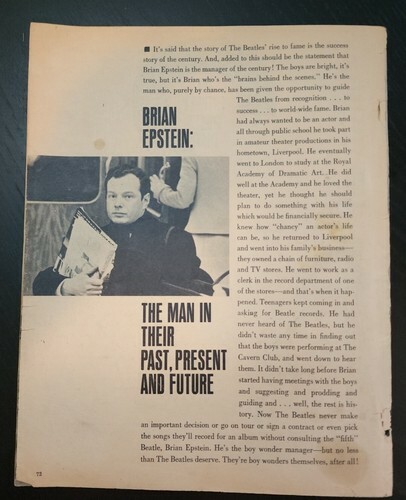 ■ It's said that the story of The Beatles' rise to fame is the success
story of the century. And, added to this should be the statement that
Brian Epstein is the manager of the century! The boys are bright, it's
true, but it's Brian who's the "brains behind the scenes." He's the
man who, purely by chance, has been given the opportunity to guide
The Beatles from recognition . . . to
success . . . to world-wide fame. Brian
had always wanted to be an actor and
all through public school he took part
in amateur theater productions in his
hometown, Liverpool. He eventually
went to London to study at the Royal
Academy of Dramatic Art. He did
well at the Academy and he loved the
theater, yet he thought he should
plan to do something with his life
which would be financially secure. He
knew how "chancy" an actor's life
can be, so he returned to Liverpool
and went into his family's business—
they owned a chain of furniture, radio
and TV stores. He went to work as a
clerk in the record department of one
of the stores—and that's when it hap-
pened. Teenagers kept coming in and
asking for Beatle records. He had
never heard of The Beatles, but he
didn't waste any time in finding out
that the boys were performing at The
Cavern Club, and went down to hear
them. It didn't take long before Brian
started having meetings with the boys
and suggesting and prodding and
guiding and . . . well, the rest is his-
tory. Now The Beatles never make
an important decision or go on tour or sign a contract or even pick
the songs they'll record for an album without consulting the "fifth"
Beatle, Brian Epstein. He's the boy wonder manager—but no less
than The Beatles deserve. They're boy wonders themselves, after all!
BRIAN
EPSTEIN:
THE MAN IN
THEIR
PAST, PRESENT
AND FUTURE